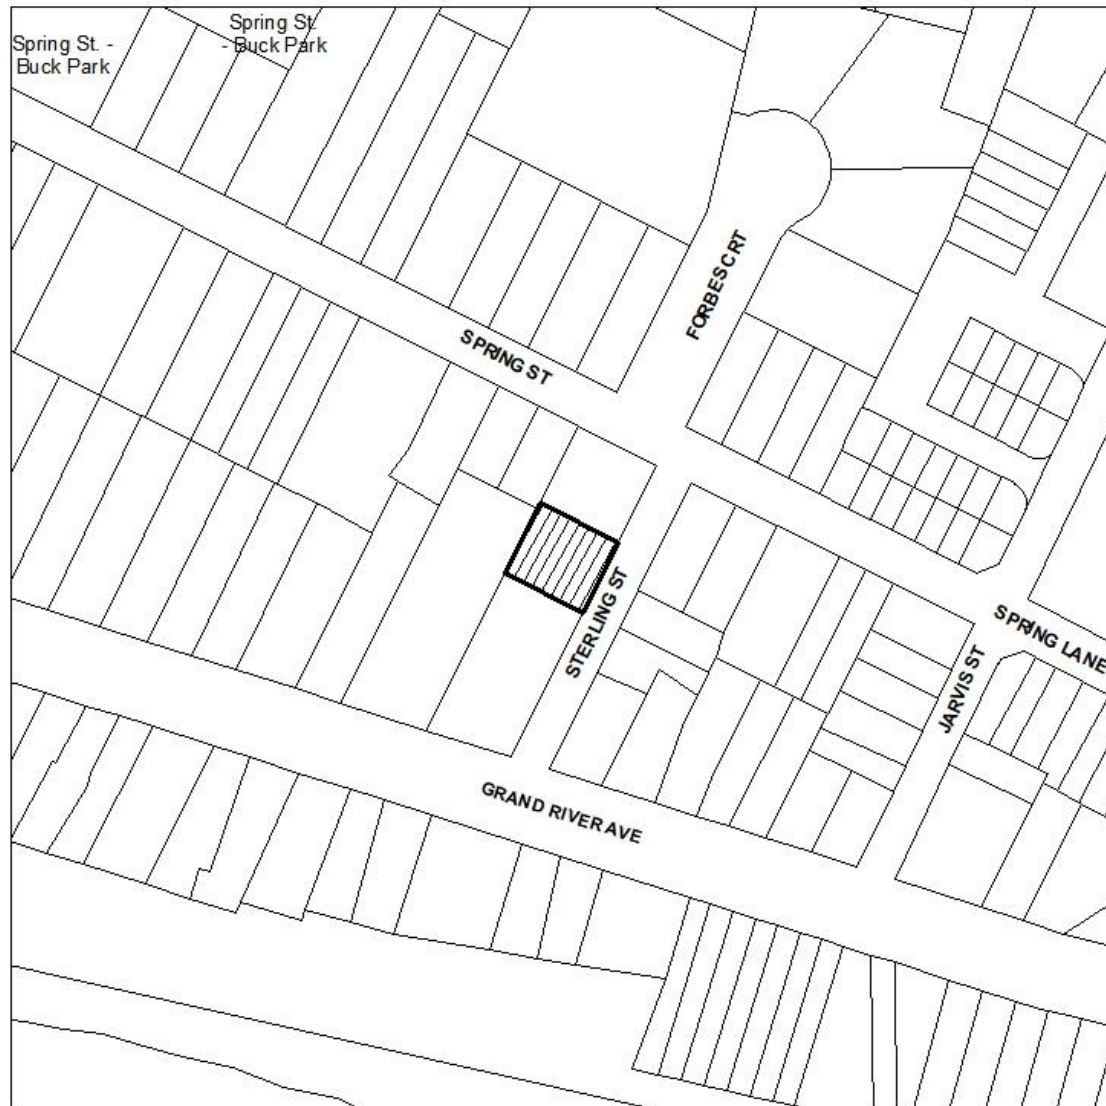 Spring St. -
Buck Park
Spring St.
- Buck Park
FORBES CRT
SPRING ST
STERLING ST
SPRING LANE
JARVIS ST
GRAND RIVER AVE